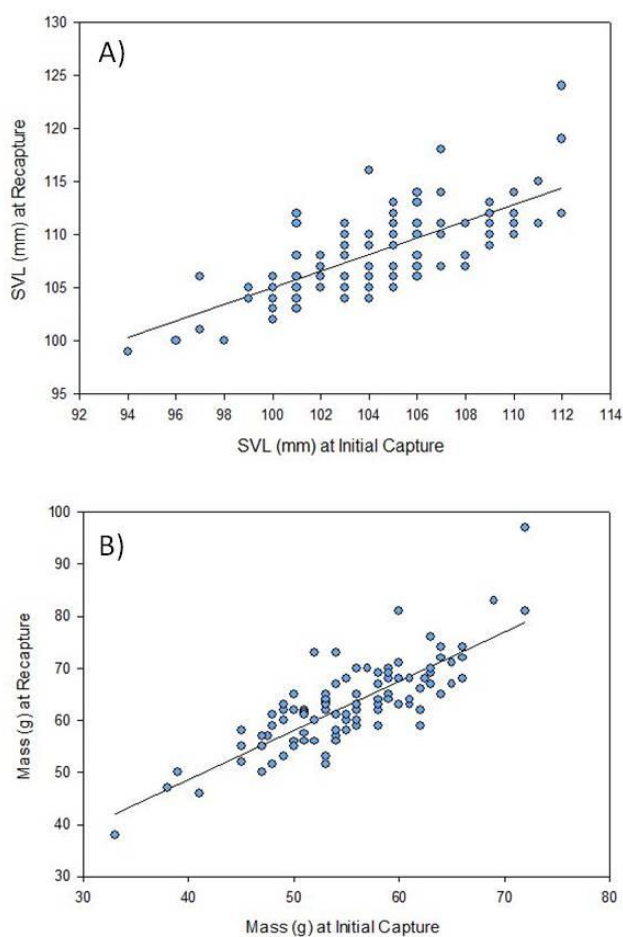 A)
SVL (mm) at Recapture
130
125
120
115
110
105
100
95
92 94 96 98 100 102 104 106 108 110 112 114
SVL (mm) at Initial Capture
B)
Mass (g) at Recapture
100
90
80
70
60
50
40
30
30 40 50 60 70 80
Mass (g) at Initial Capture